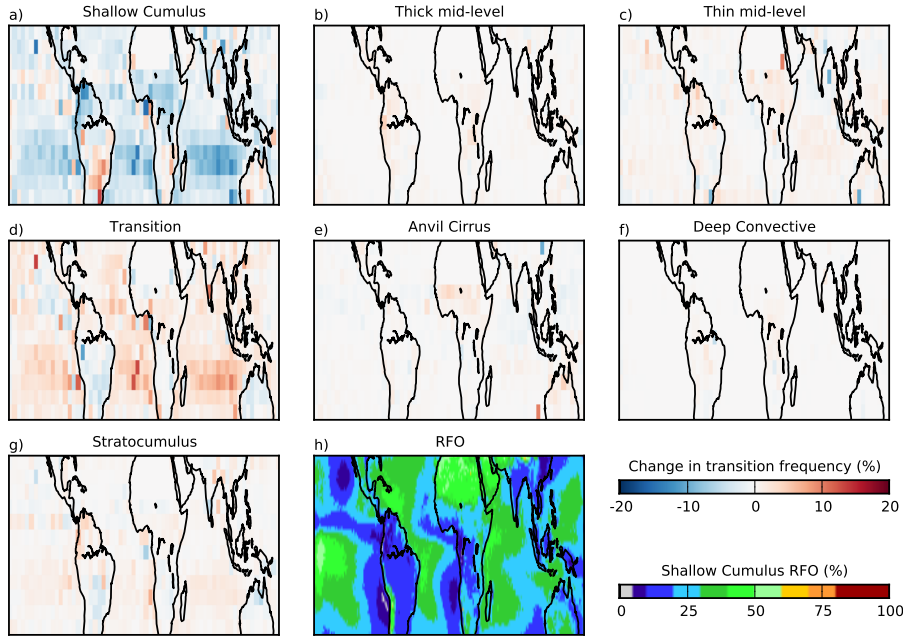 a) Shallow Cumulus
b) Thick mid-level
c) Thin mid-level
d) Transition
e) Anvil Cirrus
f) Deep Convective
g) Stratocumulus
h) RFO
Change in transition frequency (%)
-20 -10 0 10 20
Shallow Cumulus RFO (%)
0 25 50 75 100